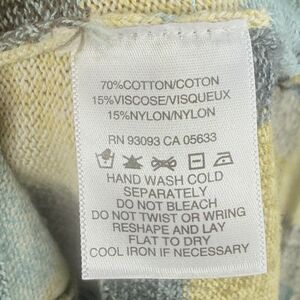 70%COTTON/COTON
15%VISCOSE/VISQUEUX
15%NYLON/NYLON
RN 93093 CA 05633
HAND WASH COLD
SEPARATELY
DO NOT BLEACH
DO NOT TWIST OR WRING
RESHAPE AND LAY
FLAT TO DRY
COOL IRON IF NECESSARY